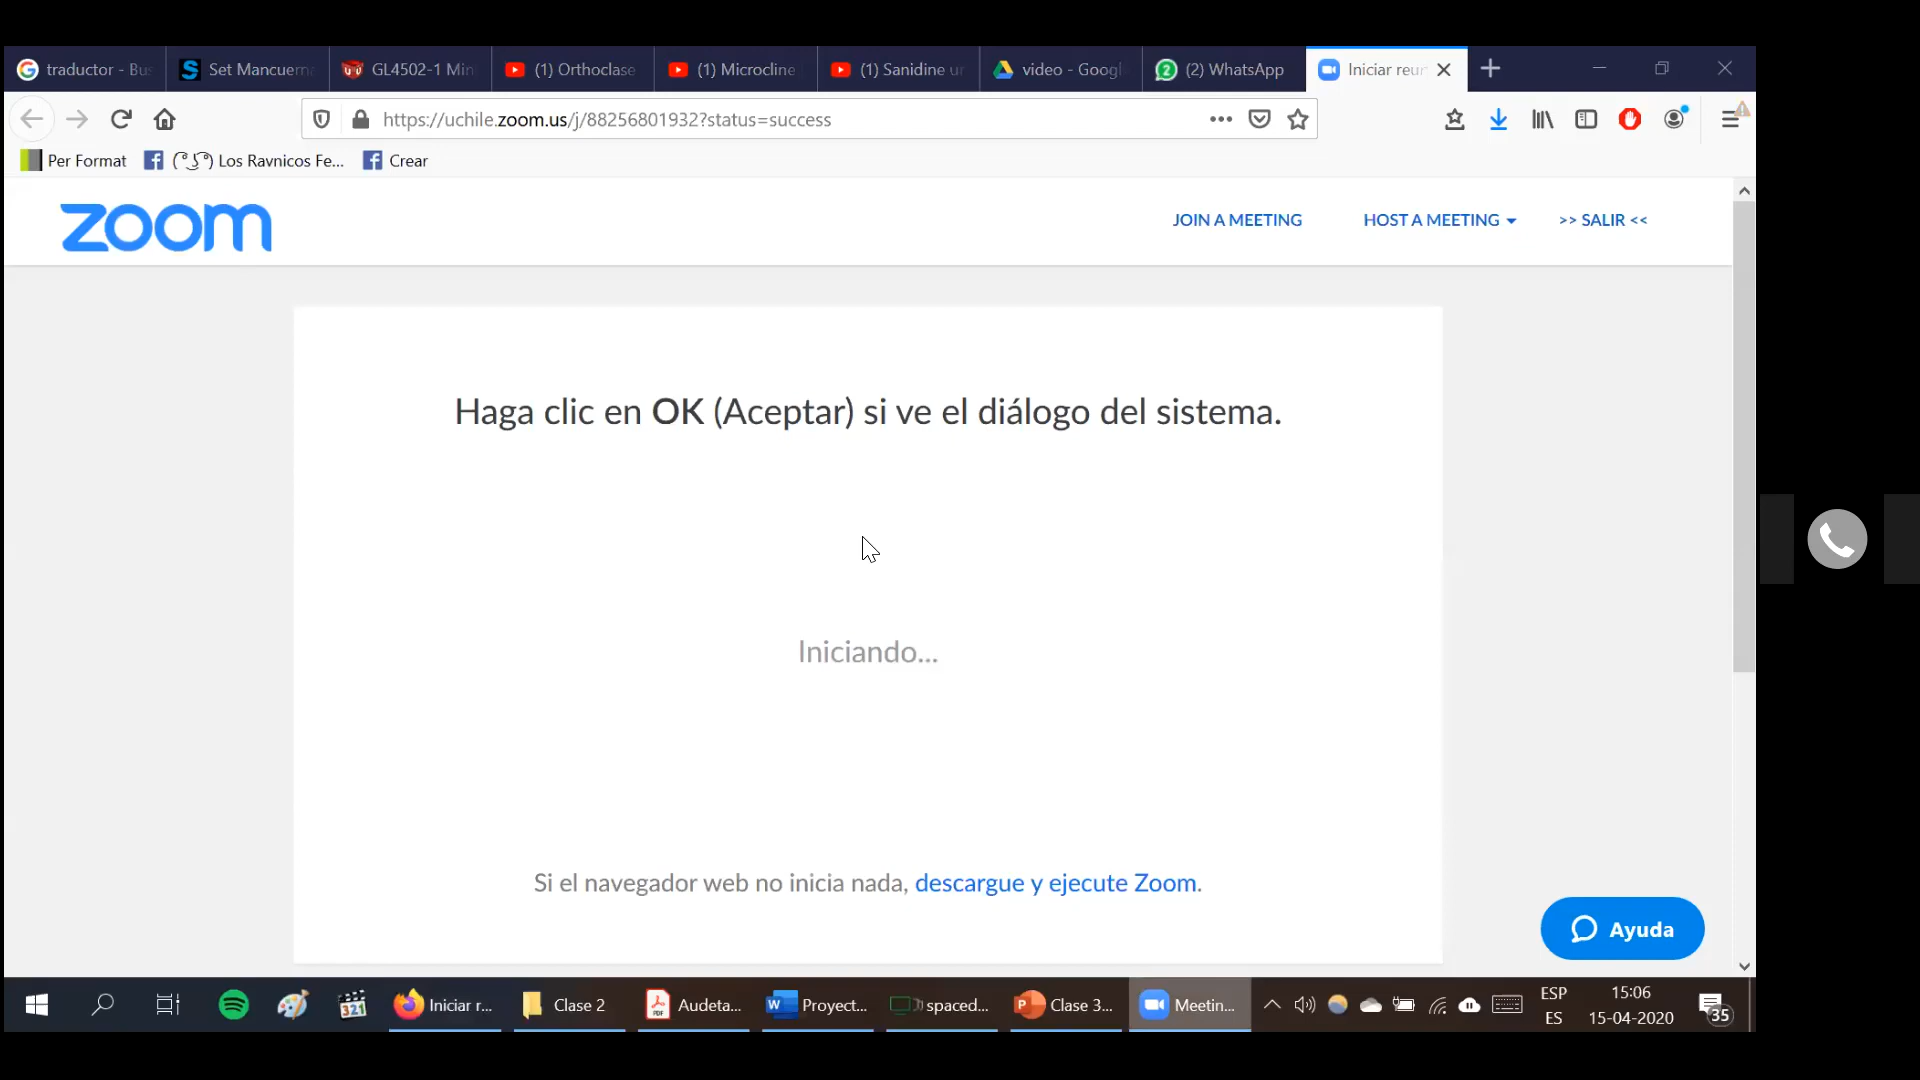 traductor - Bu
Set Mancuern
GL4502-1 Min
(1) Orthoclase
(1) Microcline
(1) Sanidine u
video - Googl
(2) WhatsApp
Iniciar reu
https://uchile.zoom.us/j/88256801932?status=success
Per Format
( ͡° ͜ʖ ͡°) Los Ravnicos Fe...
Crear
zoom
JOIN A MEETING
HOST A MEETING
>> SALIR <<
Haga clic en OK (Aceptar) si ve el diálogo del sistema.
Iniciando...
Si el navegador web no inicia nada, descargue y ejecute Zoom.
Ayuda
321
Iniciar r...
Clase 2
Audeta...
Proyect...
spaced...
Clase 3...
Meetin...
ESP
ES
15:06
15-04-2020
35